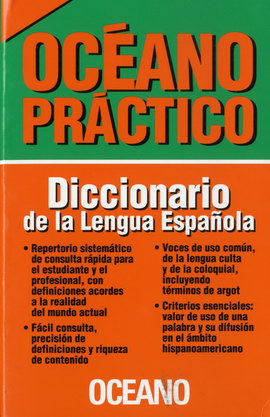 OCÉANO
PRÁCTICO
Diccionario
de la Lengua Española
• Repertorio sistemático
de consulta rápida para
el estudiante y el
profesional, con
definiciones acordes
a la realidad
del mundo actual
• Fácil consulta,
precisión de
definiciones y riqueza
de contenido
• Voces de uso común,
de la lengua culta
y de la coloquial,
incluyendo
términos de argot
• Criterios esenciales:
valor de uso de una
palabra y su difusión
en el ámbito
hispanoamericano
OCEANO